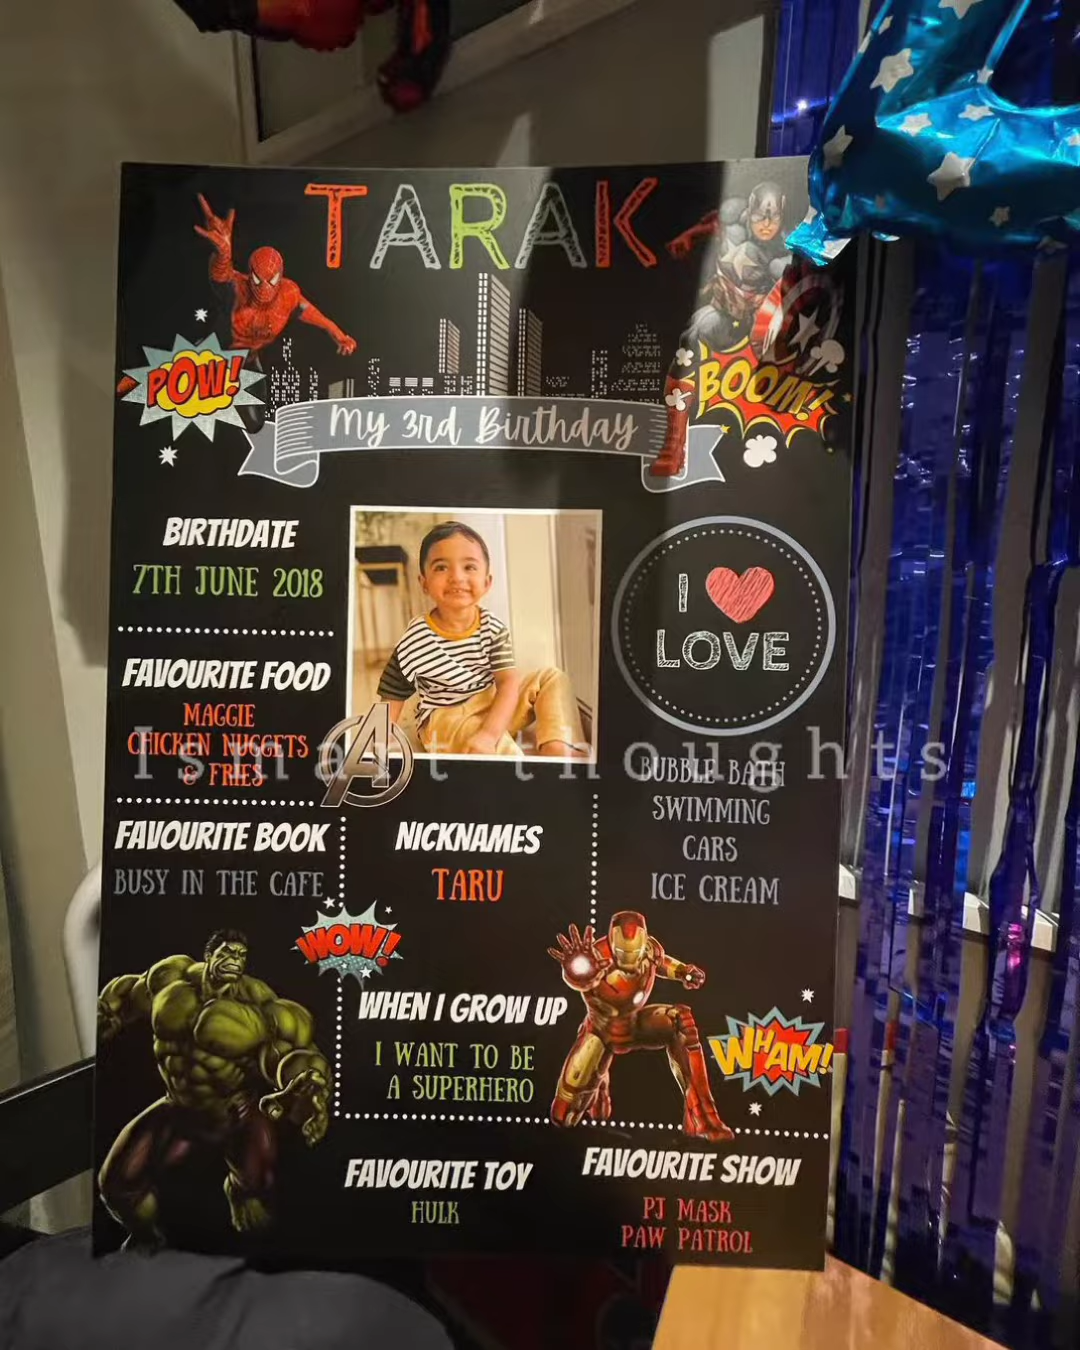 TARAK
POW!
BOOM!
My 3rd Birthday
BIRTHDATE
7TH JUNE 2018
I ❤
LOVE
FAVOURITE FOOD
MAGGIE
CHICKEN NUGGETS
& FRIES
A
Ismart thoughts
BUBBLE BATH
SWIMMING
CARS
ICE CREAM
FAVOURITE BOOK
BUSY IN THE CAFE
NICKNAMES
TARU
WOW!
WHEN I GROW UP
I WANT TO BE
A SUPERHERO
WHAM!
FAVOURITE TOY
HULK
FAVOURITE SHOW
PJ MASK
PAW PATROL